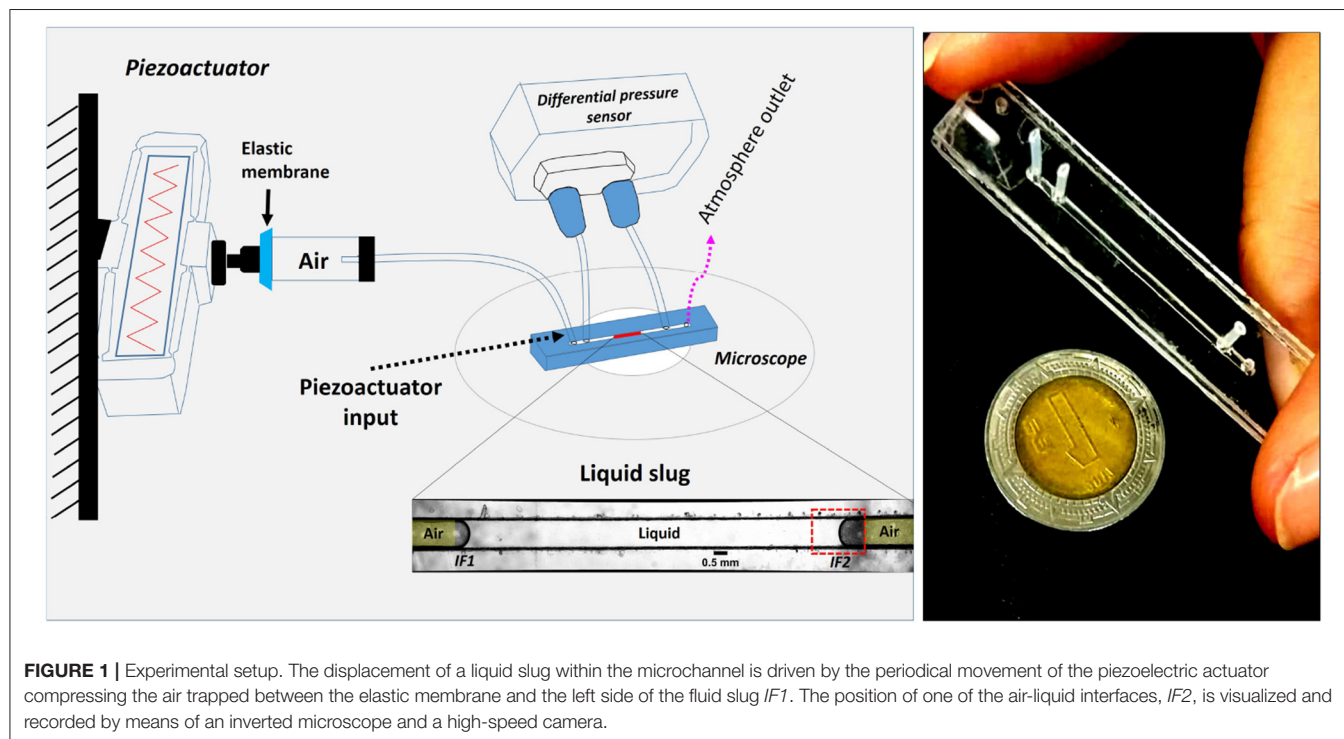 Piezoactuator
Elastic
membrane
Air
Differential pressure
sensor
Atmosphere outlet
Microscope
Piezoactuator
input
Liquid slug
Air
Liquid
Air
IF1
0.5 mm
IF2
FIGURE 1 | Experimental setup. The displacement of a liquid slug within the microchannel is driven by the periodical movement of the piezoelectric actuator
compressing the air trapped between the elastic membrane and the left side of the fluid slug IF1. The position of one of the air-liquid interfaces, IF2, is visualized and
recorded by means of an inverted microscope and a high-speed camera.